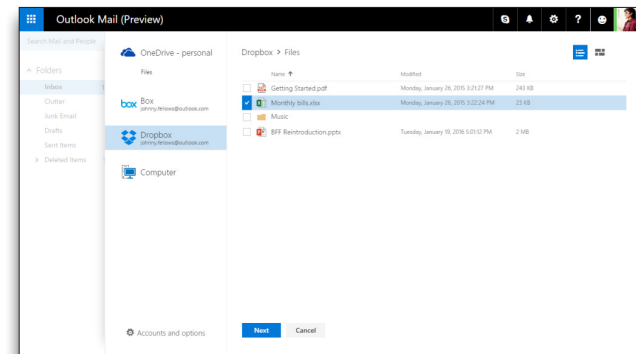 Outlook Mail (Preview)
?
Search Mail and People
Folders
Inbox
Clutter
Junk Email
Drafts
Sent Items
Deleted Items
OneDrive - personal
Files
box Box
johnny.fellows@outlook.com
Dropbox
johnny.fellows@outlook.com
Computer
Accounts and options
Dropbox > Files
Name Modified Size
Getting Started.pdf Monday, January 26, 2015 3:21:27 PM 243 KB
Monthly bills.xlsx Monday, January 26, 2015 3:22:24 PM 23 KB
Music
BFF Reintroduction.pptx Tuesday, January 19, 2016 5:01:12 PM 2 MB
Next Cancel